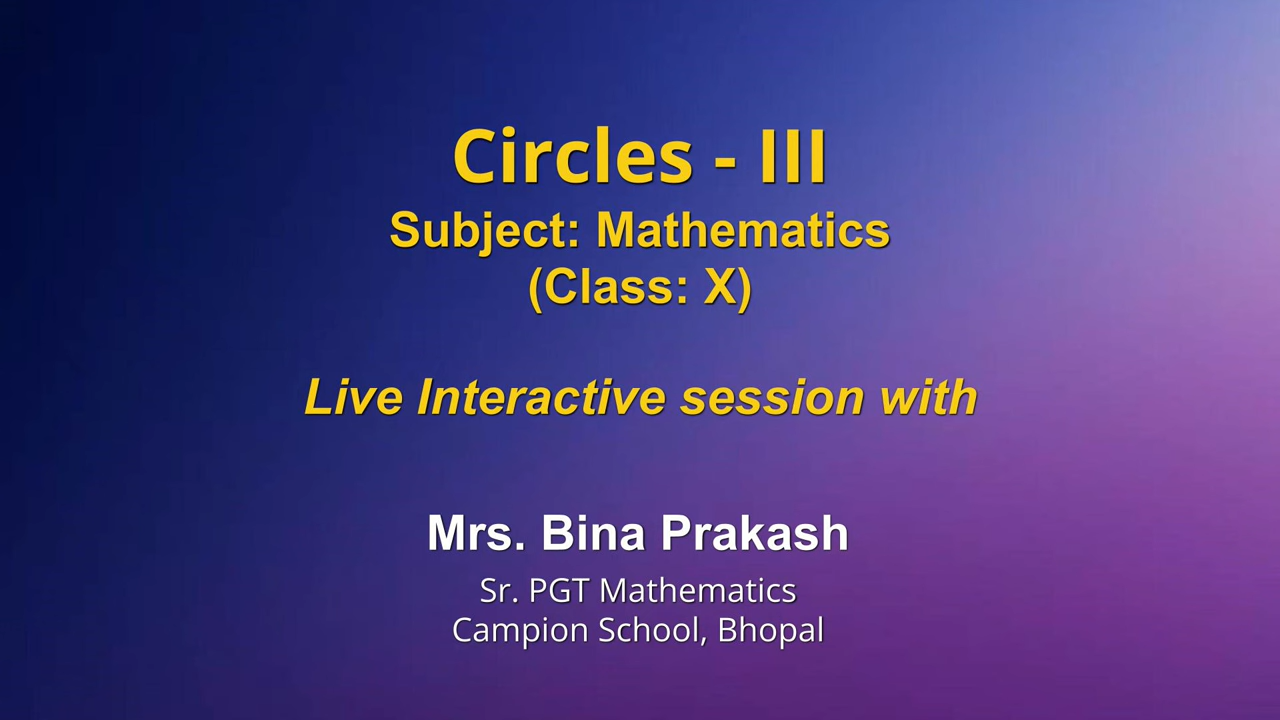 Circles - III
Subject: Mathematics
(Class: X)
Live Interactive session with
Mrs. Bina Prakash
Sr. PGT Mathematics
Campion School, Bhopal